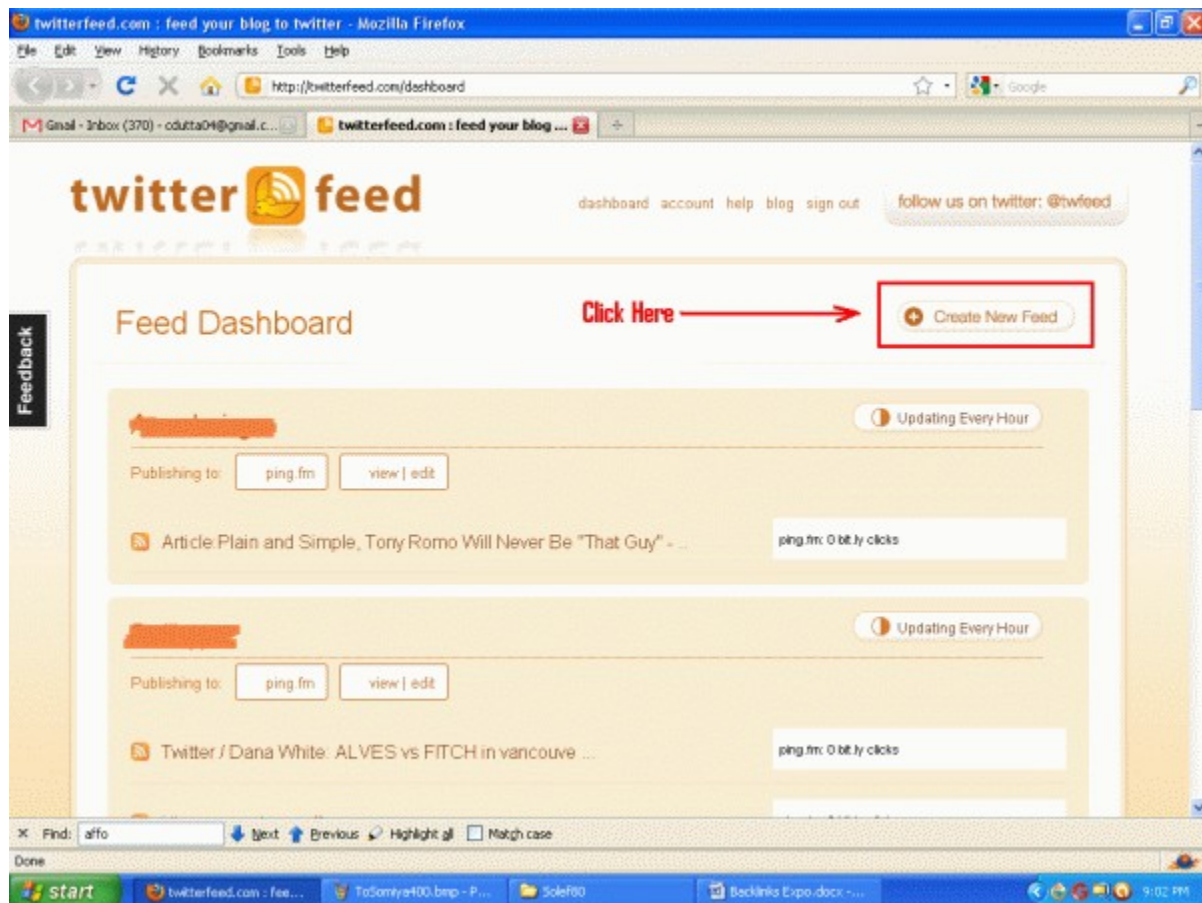 twitterfeed.com : feed your blog to twitter - Mozilla Firefox
File Edit View History Bookmarks Tools Help
http://twitterfeed.com/dashboard
Google
Gmail - Inbox (370) - cdutta04@gmail.c...
twitterfeed.com : feed your blog ...
twitter feed
dashboard account help blog sign out
follow us on twitter: @twfeed
Feedback
Feed Dashboard
Click Here
Create New Feed
Updating Every Hour
Publishing to: ping.fm view | edit
Article:Plain and Simple, Tony Romo Will Never Be "That Guy" - ...
ping.fm: 0 bit.ly clicks
Updating Every Hour
Publishing to: ping.fm view | edit
Twitter / Dana White: ALVES vs FITCH in vancouve ...
ping.fm: 0 bit.ly clicks
Find: affo Next Previous Highlight all Match case
Done
start twitterfeed.com : fee... ToSomiya400.bmp - P... Solef80 Backlinks Expo.docx -... 9:02 PM